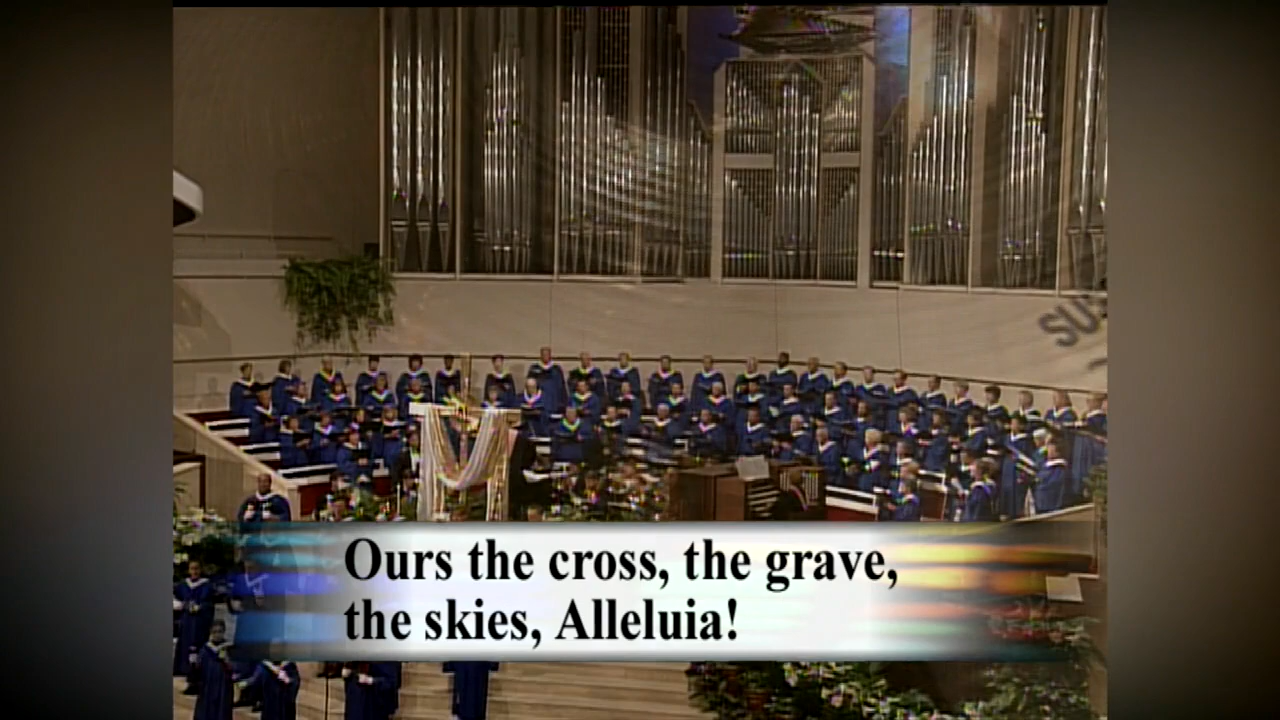 Ours the cross, the grave,
the skies, Alleluia!